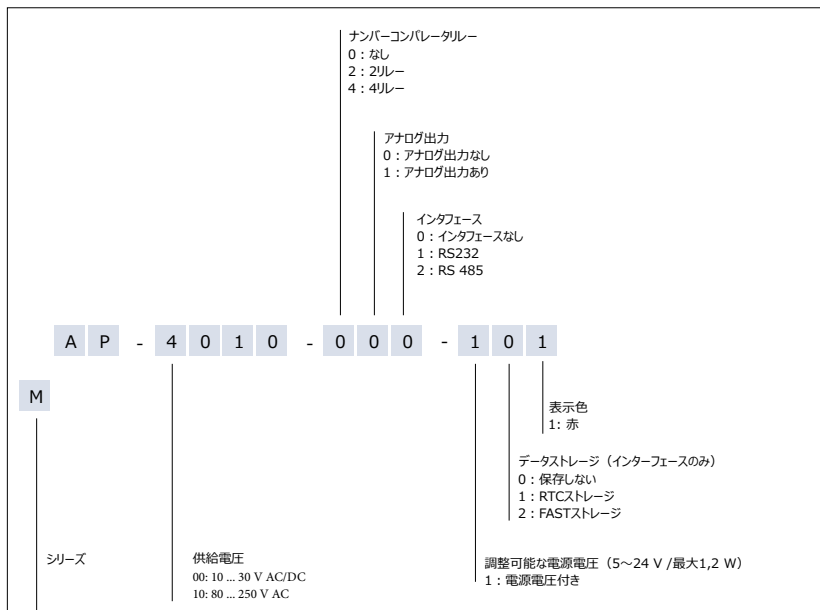 ナンバーコンパレータリレー
0：なし
2：2リレー
4：4リレー
アナログ出力
0：アナログ出力なし
1：アナログ出力あり
インタフェース
0：インタフェースなし
1：RS232
2：RS 485
A P - 4 0 1 0 - 0 0 0 - 1 0 1
M
表示色
1: 赤
データストレージ（インターフェースのみ）
0：保存しない
1：RTCストレージ
2：FASTストレージ
シリーズ
供給電圧
00: 10 ... 30 V AC/DC
10: 80 ... 250 V AC
調整可能な電源電圧（5～24 V /最大1,2 W）
1：電源電圧付き